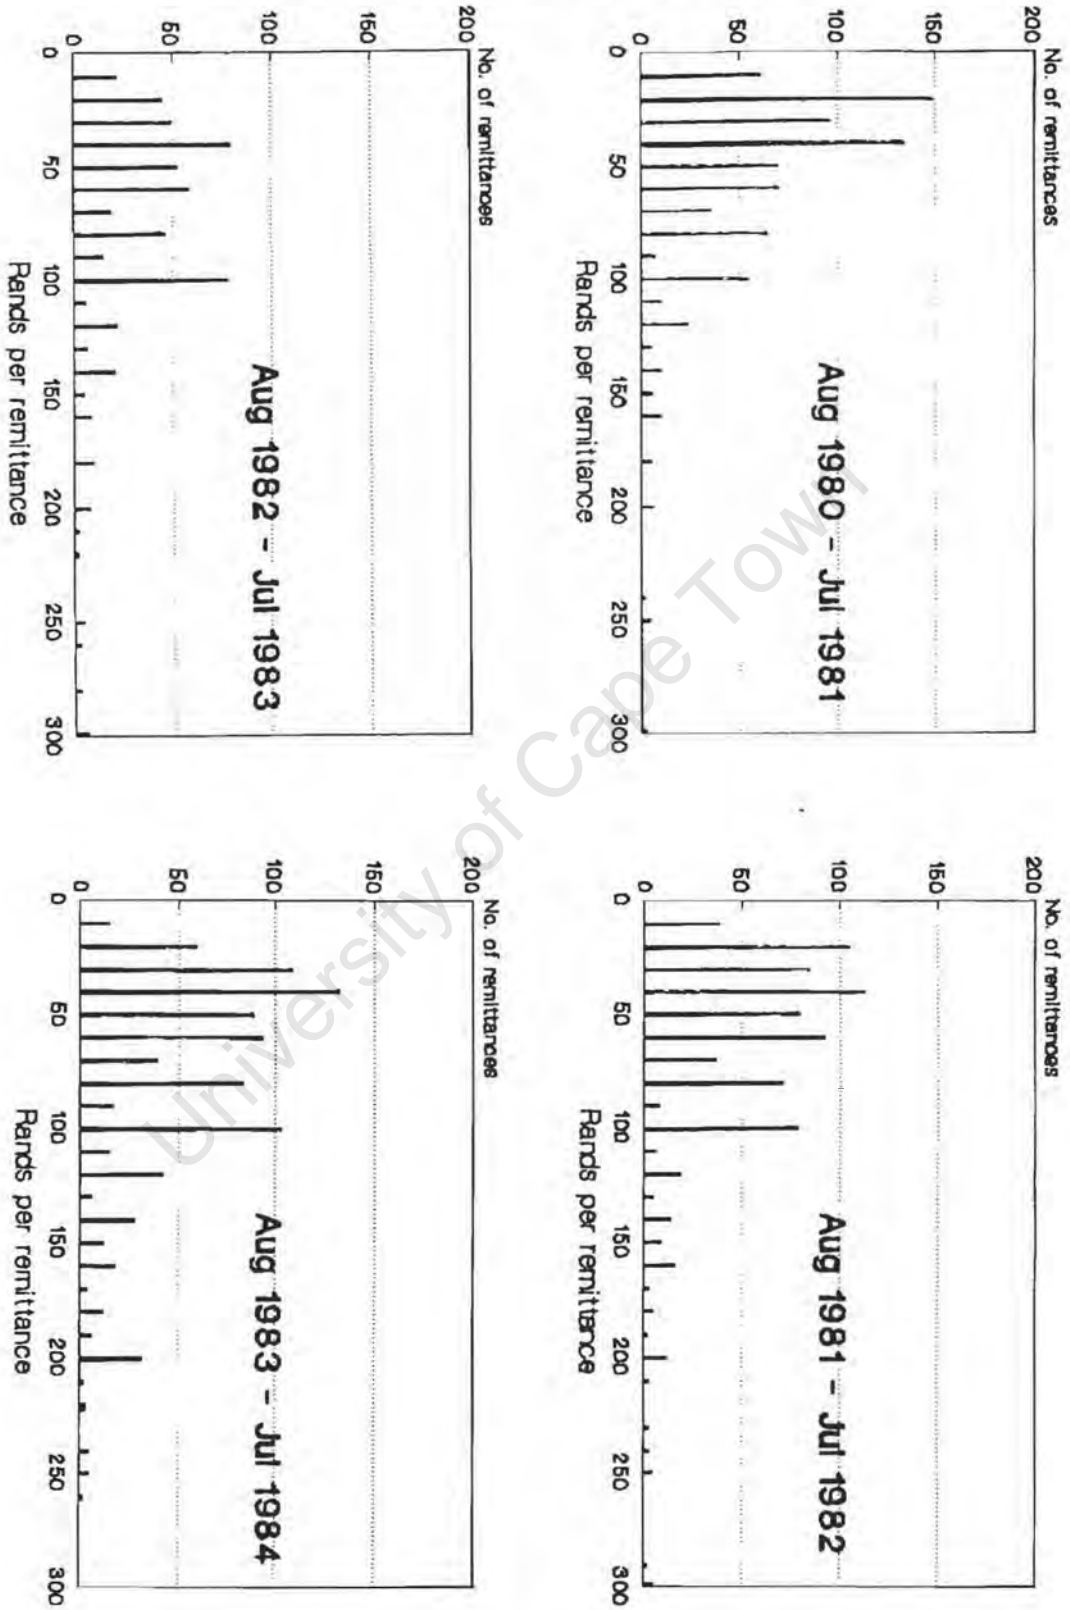 No. of remittances
200
150
100
50
0
Aug 1980 - Jul 1981
0 50 100 150 200 250 300
Rands per remittance
No. of remittances
200
150
100
50
0
Aug 1981 - Jul 1982
0 50 100 150 200 250 300
Rands per remittance
No. of remittances
200
150
100
50
0
Aug 1982 - Jul 1983
0 50 100 150 200 250 300
Rands per remittance
No. of remittances
200
150
100
50
0
Aug 1983 - Jul 1984
0 50 100 150 200 250 300
Rands per remittance
University of Cape Town